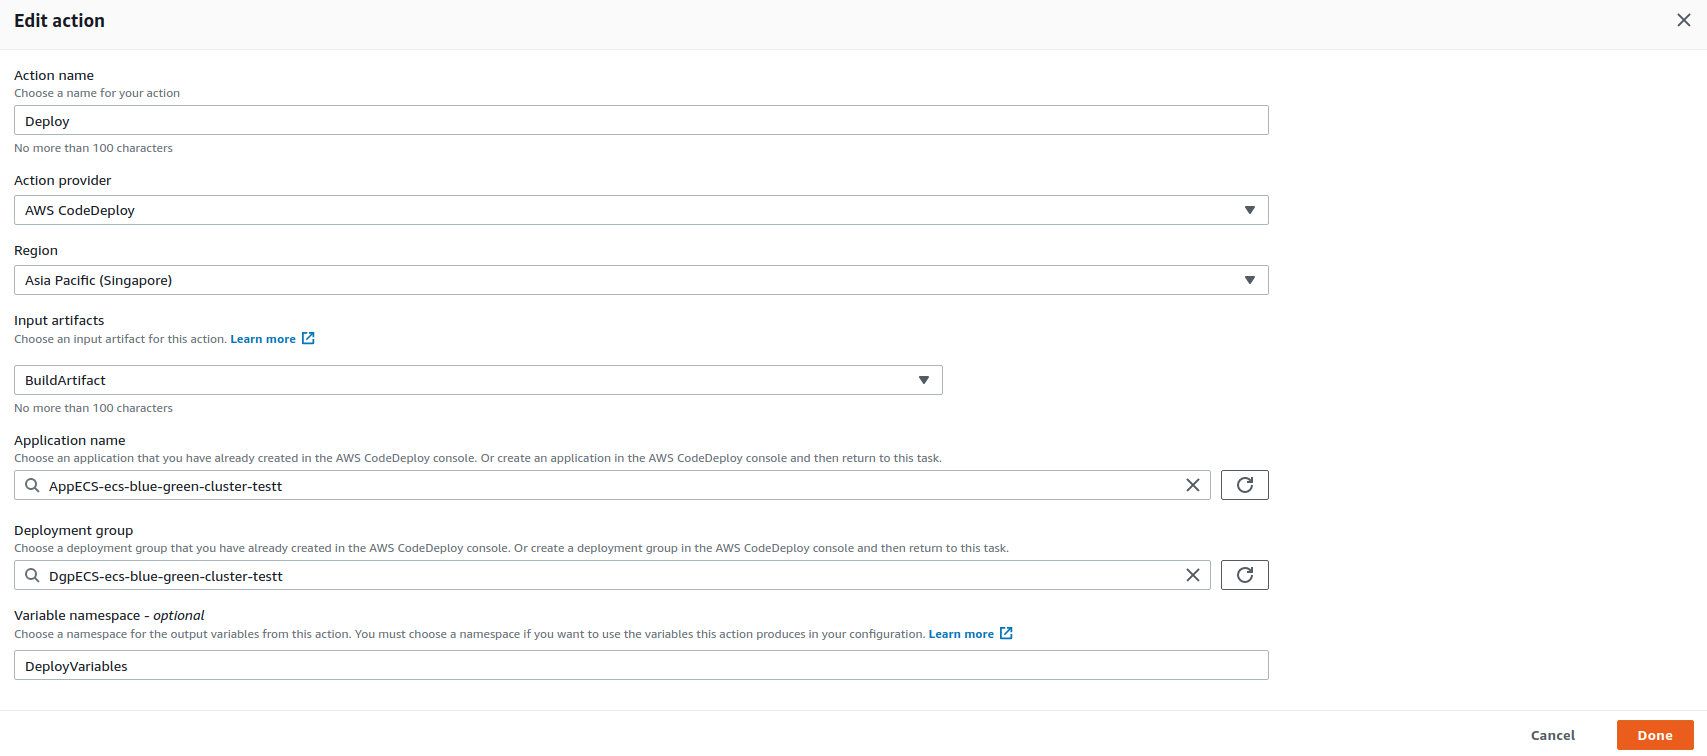 Edit action
Action name
Choose a name for your action
Deploy
No more than 100 characters
Action provider
AWS CodeDeploy
Region
Asia Pacific (Singapore)
Input artifacts
Choose an input artifact for this action. Learn more
BuildArtifact
No more than 100 characters
Application name
Choose an application that you have already created in the AWS CodeDeploy console. Or create an application in the AWS CodeDeploy console and then return to this task.
AppECS-ecs-blue-green-cluster-testt
Deployment group
Choose a deployment group that you have already created in the AWS CodeDeploy console. Or create a deployment group in the AWS CodeDeploy console and then return to this task.
DgpECS-ecs-blue-green-cluster-testt
Variable namespace - optional
Choose a namespace for the output variables from this action. You must choose a namespace if you want to use the variables this action produces in your configuration. Learn more
DeployVariables
Cancel Done